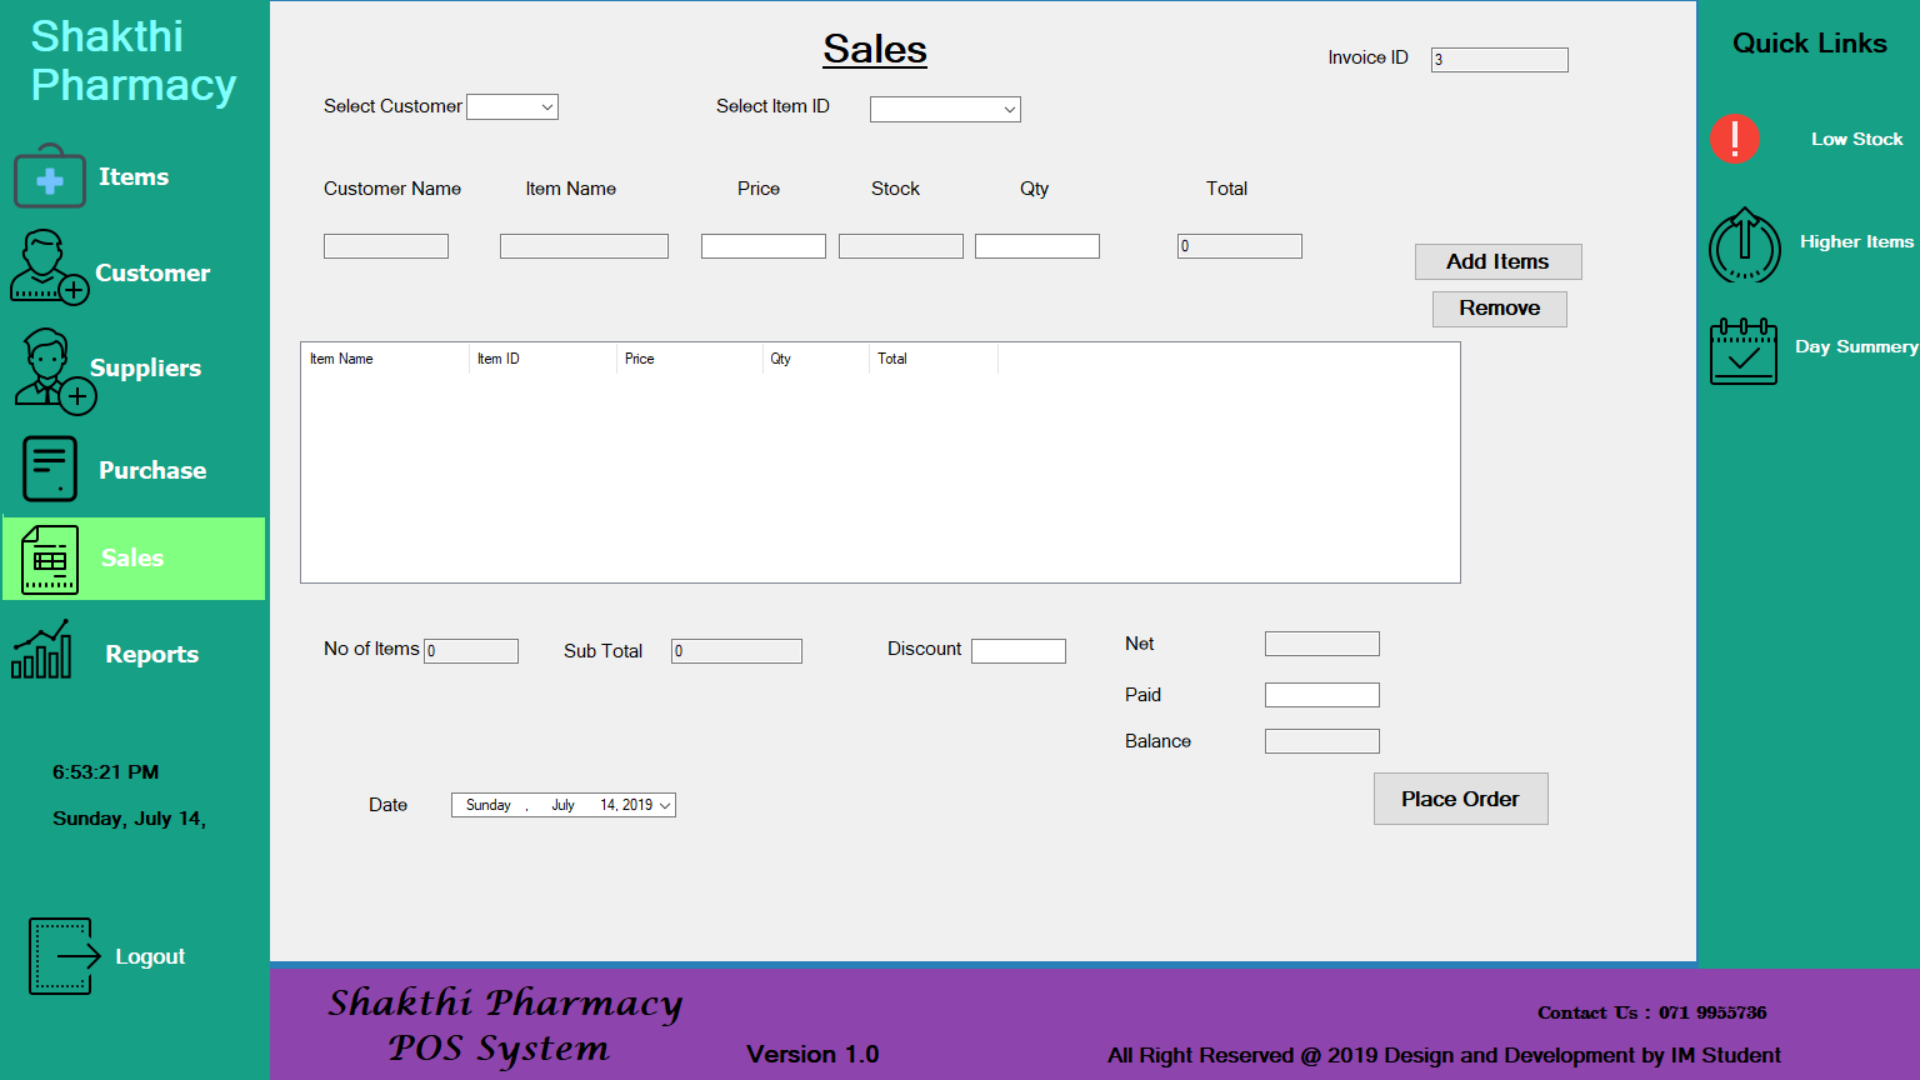 Shakthi
Pharmacy
Items
Customer
Suppliers
Purchase
Sales
Reports
6:53:21 PM
Sunday, July 14,
Logout
Sales
Invoice ID 3
Select Customer
Select Item ID
Customer Name Item Name Price Stock Qty Total
0
Add Items
Remove
Item Name Item ID Price Qty Total
No of Items 0 Sub Total 0 Discount
Net
Paid
Balance
Date Sunday , July 14, 2019
Place Order
Quick Links
Low Stock
Higher Items
Day Summery
Shakthi Pharmacy
POS System
Version 1.0
Contact Us : 071 9955736
All Right Reserved @ 2019 Design and Development by IM Student